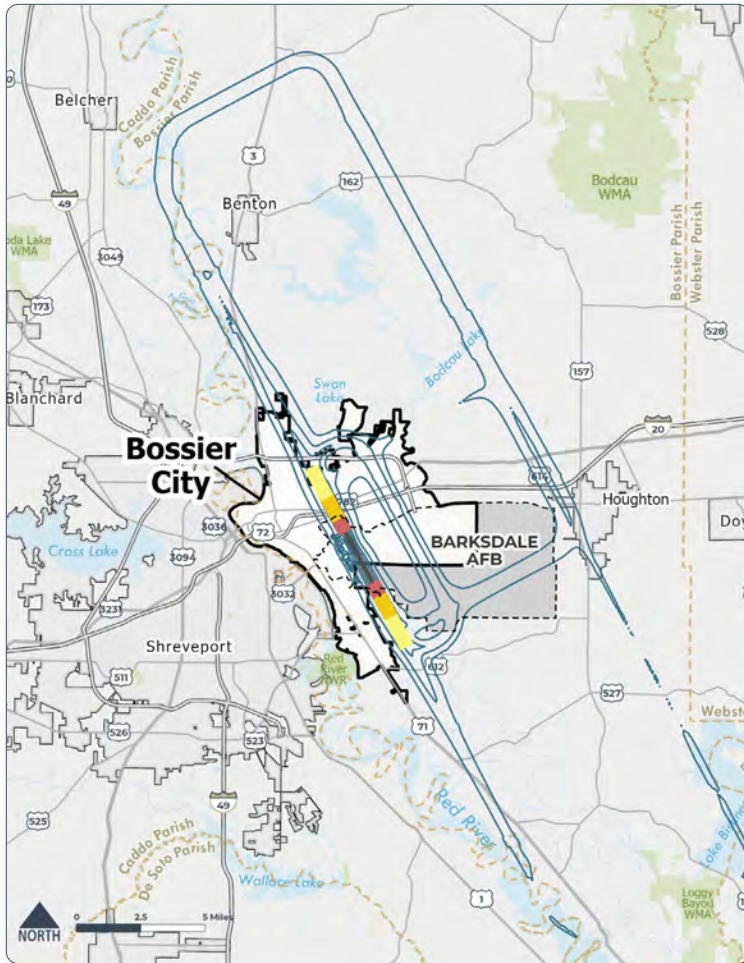 Belcher
Caddo Parish
Bossier Parish
3
162
Bodcau
WMA
49
Benton
Lake
WMA
3049
Bossier Parish
Webster Parish
173
528
Bodcau Lake
157
Swan
Lake
Blanchard
20
Bossier
City
614
782
Houghton
3036
72
BARKSDALE
AFB
Cross Lake
3094
3032
3231
Shreveport
Red
River
NWR
612
511
527
71
526
523
49
525
Red River
Caddo Parish
De Soto Parish
Wallace Lake
1
Loggy
Bayou
WMA
NORTH
0 2.5 5 Miles